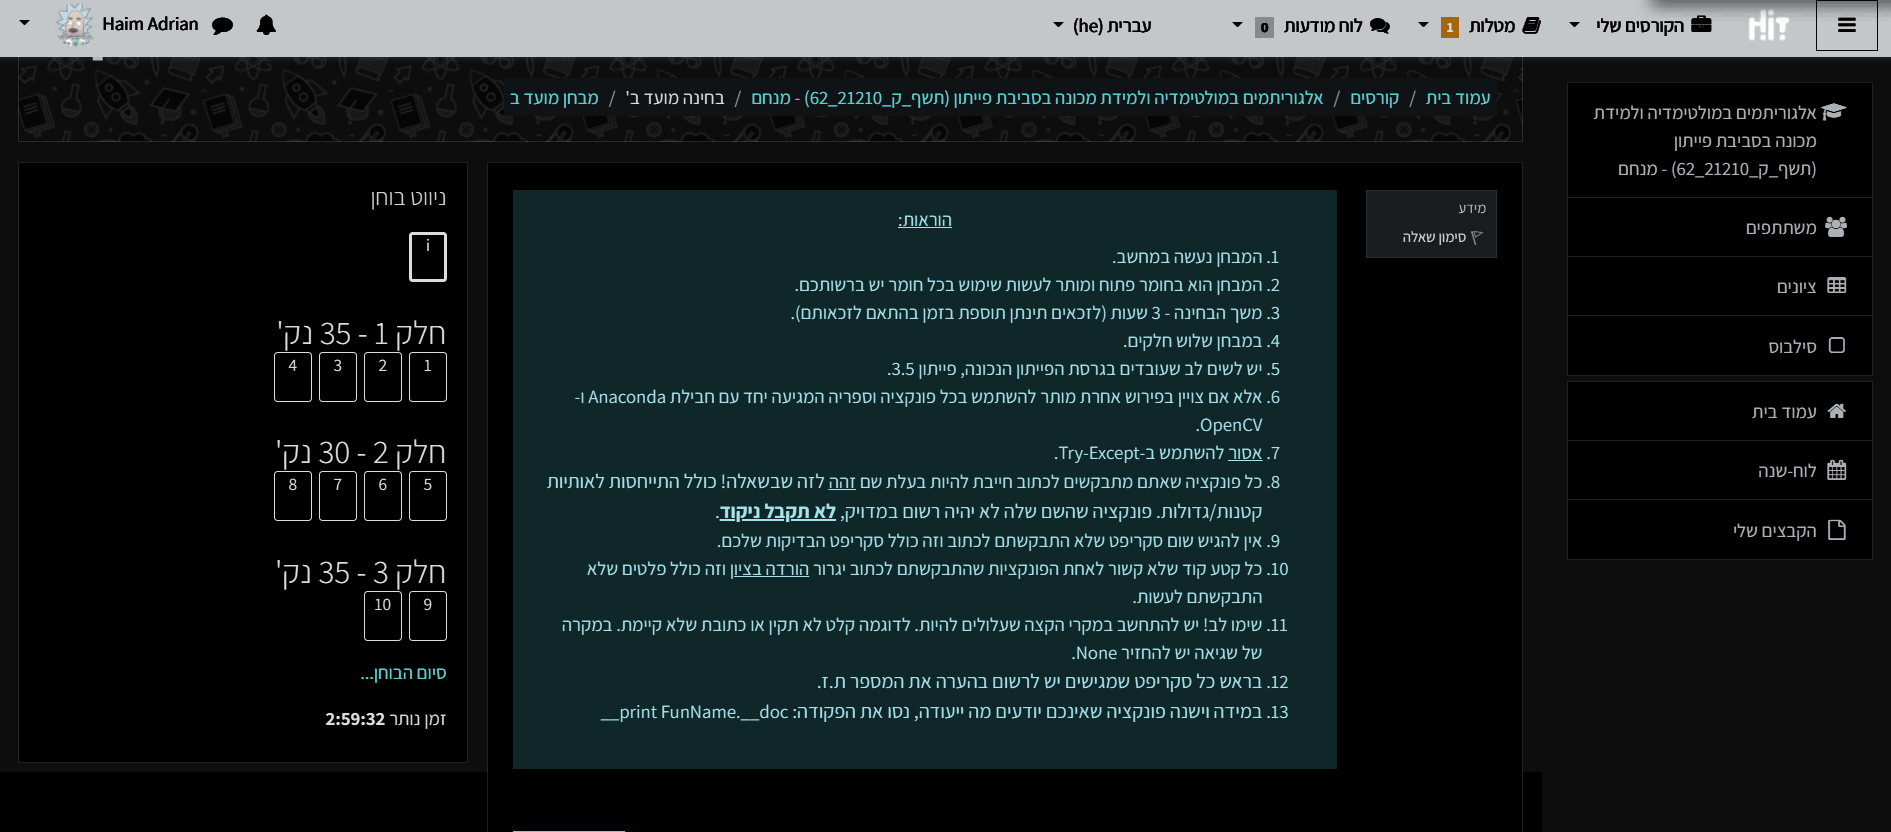 הקורסים שלי
מטלות 1
לוח מודעות 0
עברית (he)
Haim Adrian
עמוד בית / קורסים / אלגוריתמים במולטימדיה ולמידת מכונה בסביבת פייתון (תשף_ק_21210_62) - מנחם / בחינה מועד ב' / מבחן מועד ב
אלגוריתמים במולטימדיה ולמידת
מכונה בסביבת פייתון
(תשף_ק_21210_62) - מנחם
משתתפים
ציונים
סילבוס
עמוד בית
לוח-שנה
הקבצים שלי
מידע
סימון שאלה
הוראות:
1. המבחן נעשה במחשב.
2. המבחן הוא בחומר פתוח ומותר לעשות שימוש בכל חומר יש ברשותכם.
3. משך הבחינה - 3 שעות (לזכאים תינתן תוספת בזמן בהתאם לזכאותם).
4. במבחן שלוש חלקים.
5. יש לשים לב שעובדים בגרסת הפייתון הנכונה, פייתון 3.5.
6. אלא אם צויין בפירוש אחרת מותר להשתמש בכל פונקציה וספריה המגיעה יחד עם חבילת Anaconda ו-
OpenCV.
7. אסור להשתמש ב-Try-Except.
8. כל פונקציה שאתם מתבקשים לכתוב חייבת להיות בעלת שם זהה לזה שבשאלה! כולל התייחסות לאותיות
קטנות/גדולות. פונקציה שהשם שלה לא יהיה רשום במדויק, לא תקבל ניקוד.
9. אין להגיש שום סקריפט שלא התבקשתם לכתוב וזה כולל סקריפט הבדיקות שלכם.
10. כל קטע קוד שלא קשור לאחת הפונקציות שהתבקשתם לכתוב יגרור הורדה בציון וזה כולל פלטים שלא
התבקשתם לעשות.
11. שימו לב! יש להתחשב במקרי הקצה שעלולים להיות. לדוגמה קלט לא תקין או כתובת שלא קיימת. במקרה
של שגיאה יש להחזיר None.
12. בראש כל סקריפט שמגישים יש לרשום בהערה את המספר ת.ז.
13. במידה וישנה פונקציה שאינכם יודעים מה ייעודה, נסו את הפקודה: print FunName.__doc__
ניווט בוחן
i
חלק 1 - 35 נק'
1 2 3 4
חלק 2 - 30 נק'
5 6 7 8
חלק 3 - 35 נק'
9 10
סיום הבוחן...
זמן נותר 2:59:32